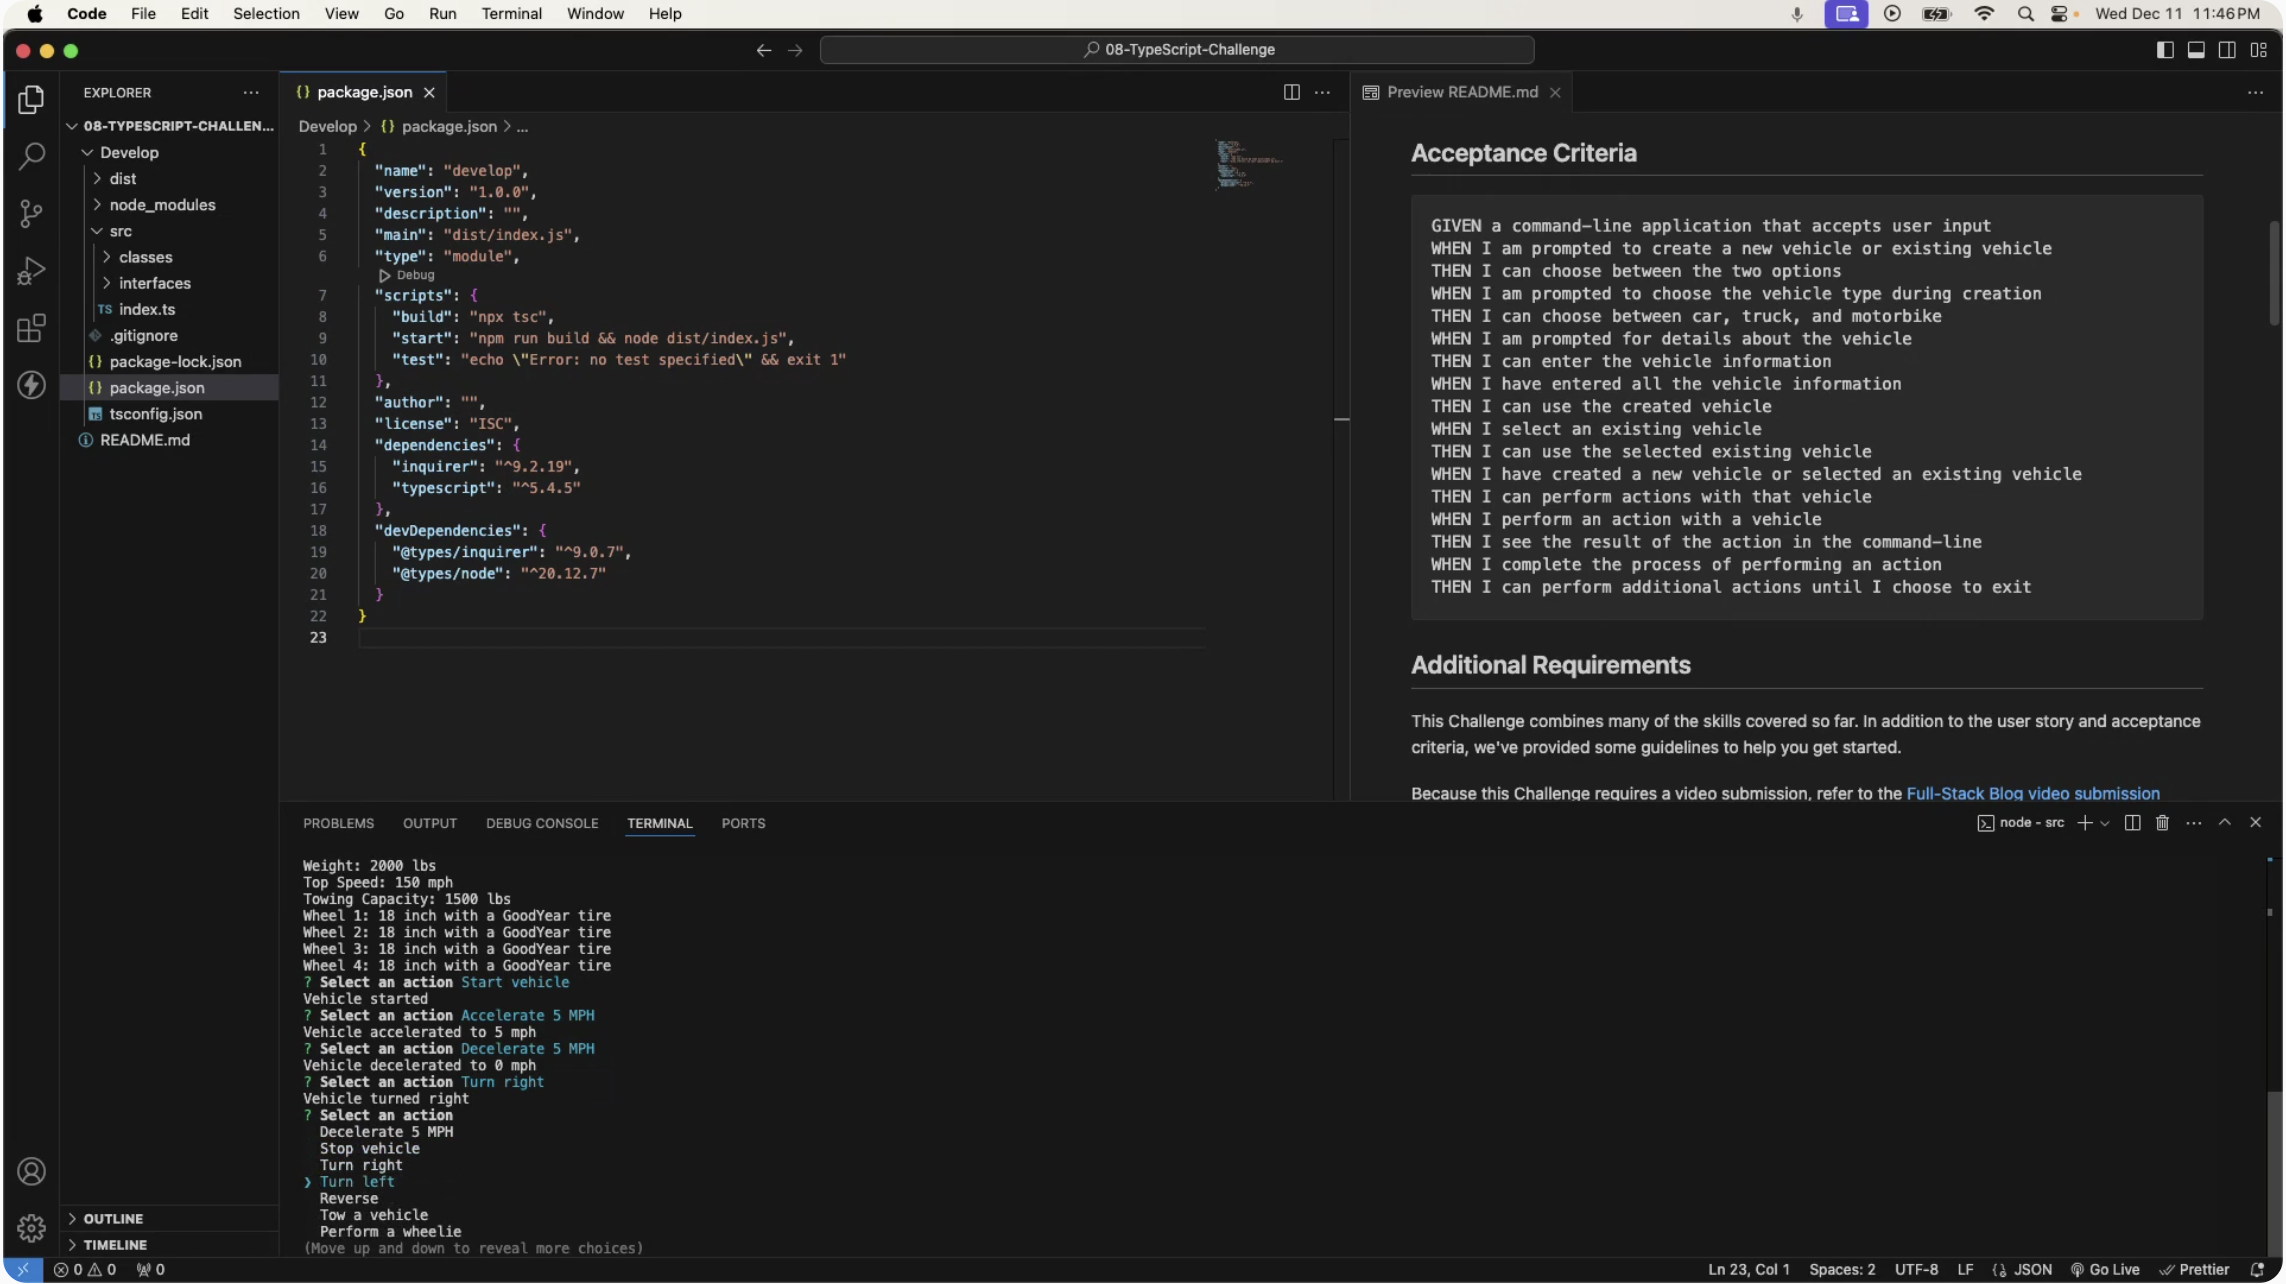 Code File Edit Selection View Go Run Terminal Window Help
Wed Dec 11 11:46 PM
08-TypeScript-Challenge
EXPLORER
08-TYPESCRIPT-CHALLEN...
Develop
dist
node_modules
src
classes
interfaces
TS index.ts
.gitignore
{} package-lock.json
{} package.json
TS tsconfig.json
README.md
OUTLINE
TIMELINE
{} package.json
Develop > {} package.json > ...
1 {
2 "name": "develop",
3 "version": "1.0.0",
4 "description": "",
5 "main": "dist/index.js",
6 "type": "module",
Debug
7 "scripts": {
8 "build": "npx tsc",
9 "start": "npm run build && node dist/index.js",
10 "test": "echo \"Error: no test specified\" && exit 1"
11 },
12 "author": "",
13 "license": "ISC",
14 "dependencies": {
15 "inquirer": "^9.2.19",
16 "typescript": "^5.4.5"
17 },
18 "devDependencies": {
19 "@types/inquirer": "^9.0.7",
20 "@types/node": "^20.12.7"
21 }
22 }
23
Preview README.md
Acceptance Criteria
GIVEN a command-line application that accepts user input
WHEN I am prompted to create a new vehicle or existing vehicle
THEN I can choose between the two options
WHEN I am prompted to choose the vehicle type during creation
THEN I can choose between car, truck, and motorbike
WHEN I am prompted for details about the vehicle
THEN I can enter the vehicle information
WHEN I have entered all the vehicle information
THEN I can use the created vehicle
WHEN I select an existing vehicle
THEN I can use the selected existing vehicle
WHEN I have created a new vehicle or selected an existing vehicle
THEN I can perform actions with that vehicle
WHEN I perform an action with a vehicle
THEN I see the result of the action in the command-line
WHEN I complete the process of performing an action
THEN I can perform additional actions until I choose to exit
Additional Requirements
This Challenge combines many of the skills covered so far. In addition to the user story and acceptance
criteria, we've provided some guidelines to help you get started.
Because this Challenge requires a video submission, refer to the Full-Stack Blog video submission
PROBLEMS OUTPUT DEBUG CONSOLE TERMINAL PORTS
node - src
Weight: 2000 lbs
Top Speed: 150 mph
Towing Capacity: 1500 lbs
Wheel 1: 18 inch with a GoodYear tire
Wheel 2: 18 inch with a GoodYear tire
Wheel 3: 18 inch with a GoodYear tire
Wheel 4: 18 inch with a GoodYear tire
? Select an action Start vehicle
Vehicle started
? Select an action Accelerate 5 MPH
Vehicle accelerated to 5 mph
? Select an action Decelerate 5 MPH
Vehicle decelerated to 0 mph
? Select an action Turn right
Vehicle turned right
? Select an action
Decelerate 5 MPH
Stop vehicle
Turn right
❯ Turn left
Reverse
Tow a vehicle
Perform a wheelie
(Move up and down to reveal more choices)
0 0 0
Ln 23, Col 1 Spaces: 2 UTF-8 LF {} JSON Go Live Prettier